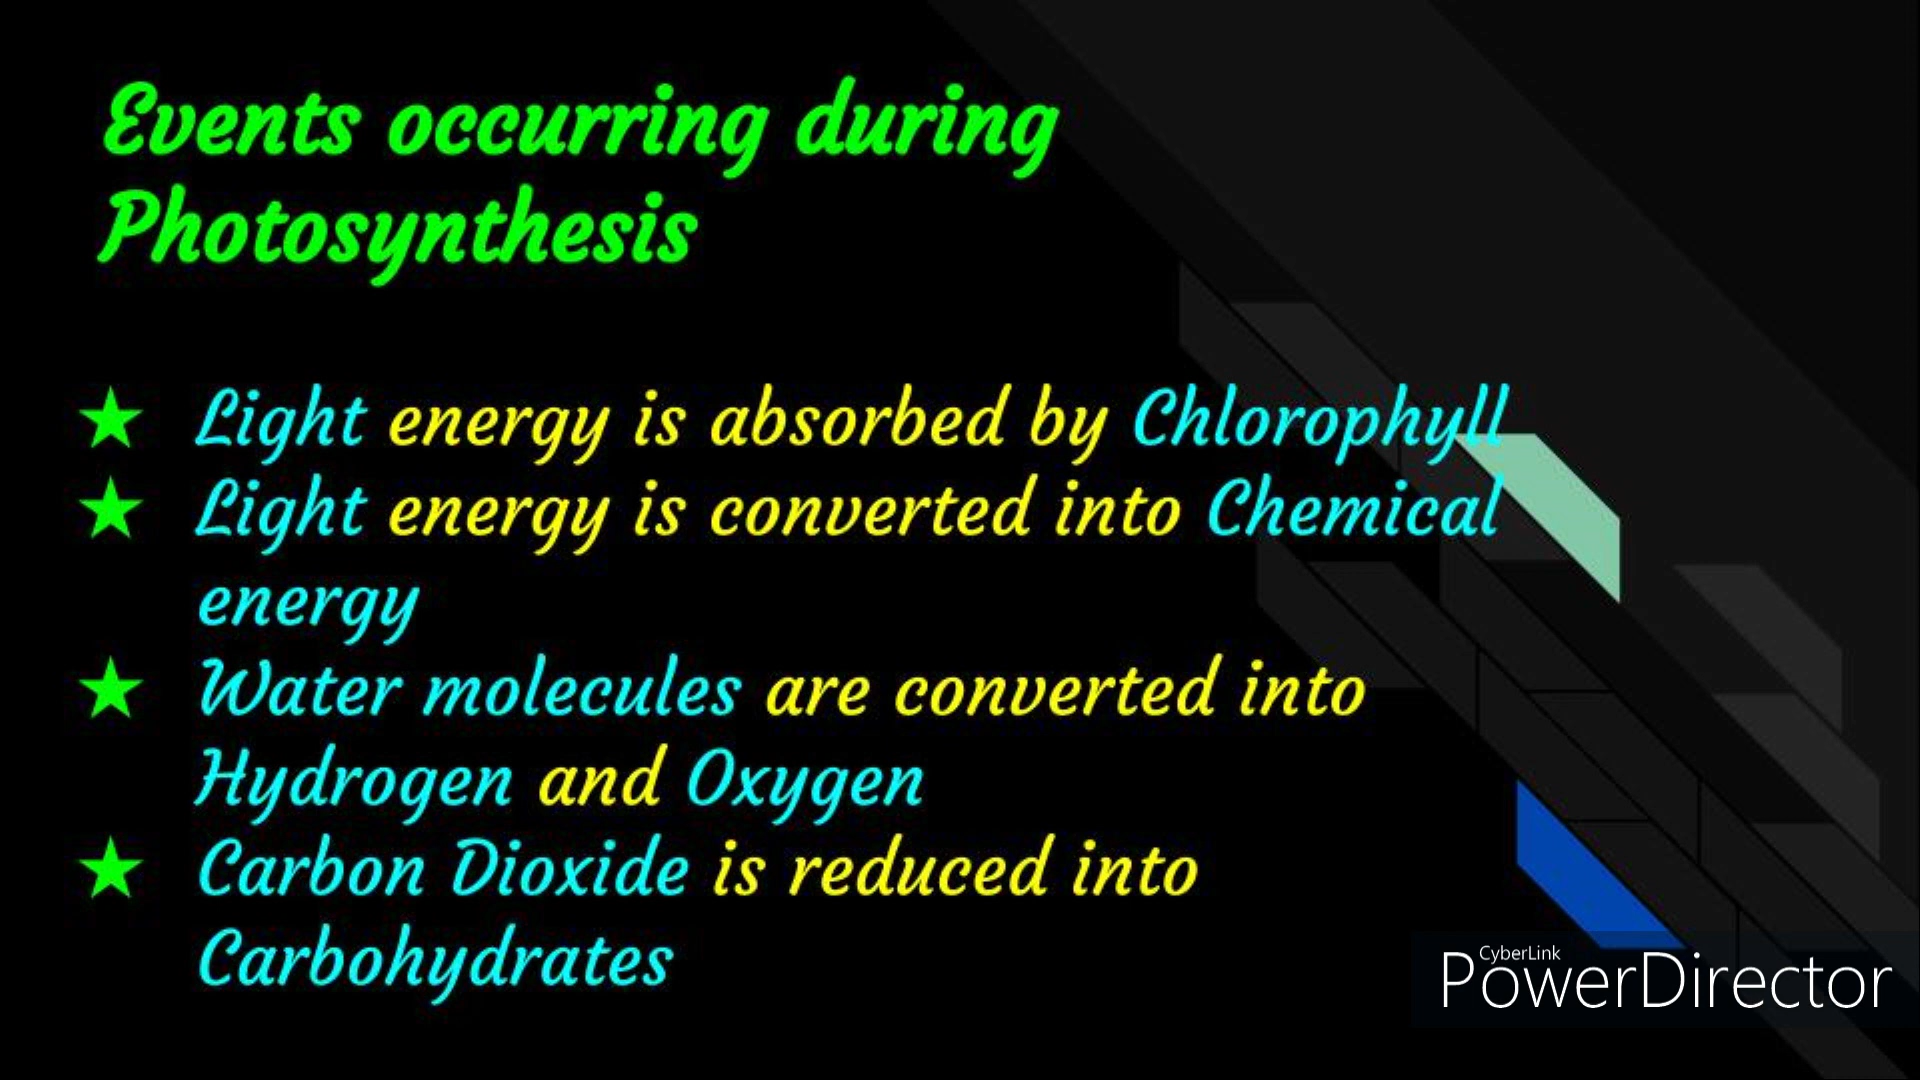 Events occurring during
Photosynthesis
★ Light energy is absorbed by Chlorophyll
★ Light energy is converted into Chemical
energy
★ Water molecules are converted into
Hydrogen and Oxygen
★ Carbon Dioxide is reduced into
Carbohydrates
CyberLink
PowerDirector